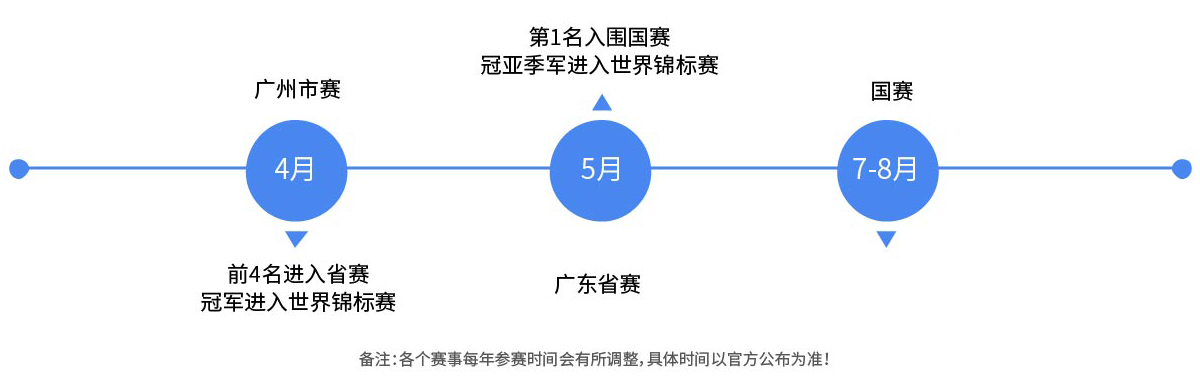 第1名入围国赛
冠亚季军进入世界锦标赛
广州市赛
国赛
4月
5月
7-8月
前4名进入省赛
冠军进入世界锦标赛
广东省赛
备注：各个赛事每年参赛时间会有所调整，具体时间以官方公布为准！